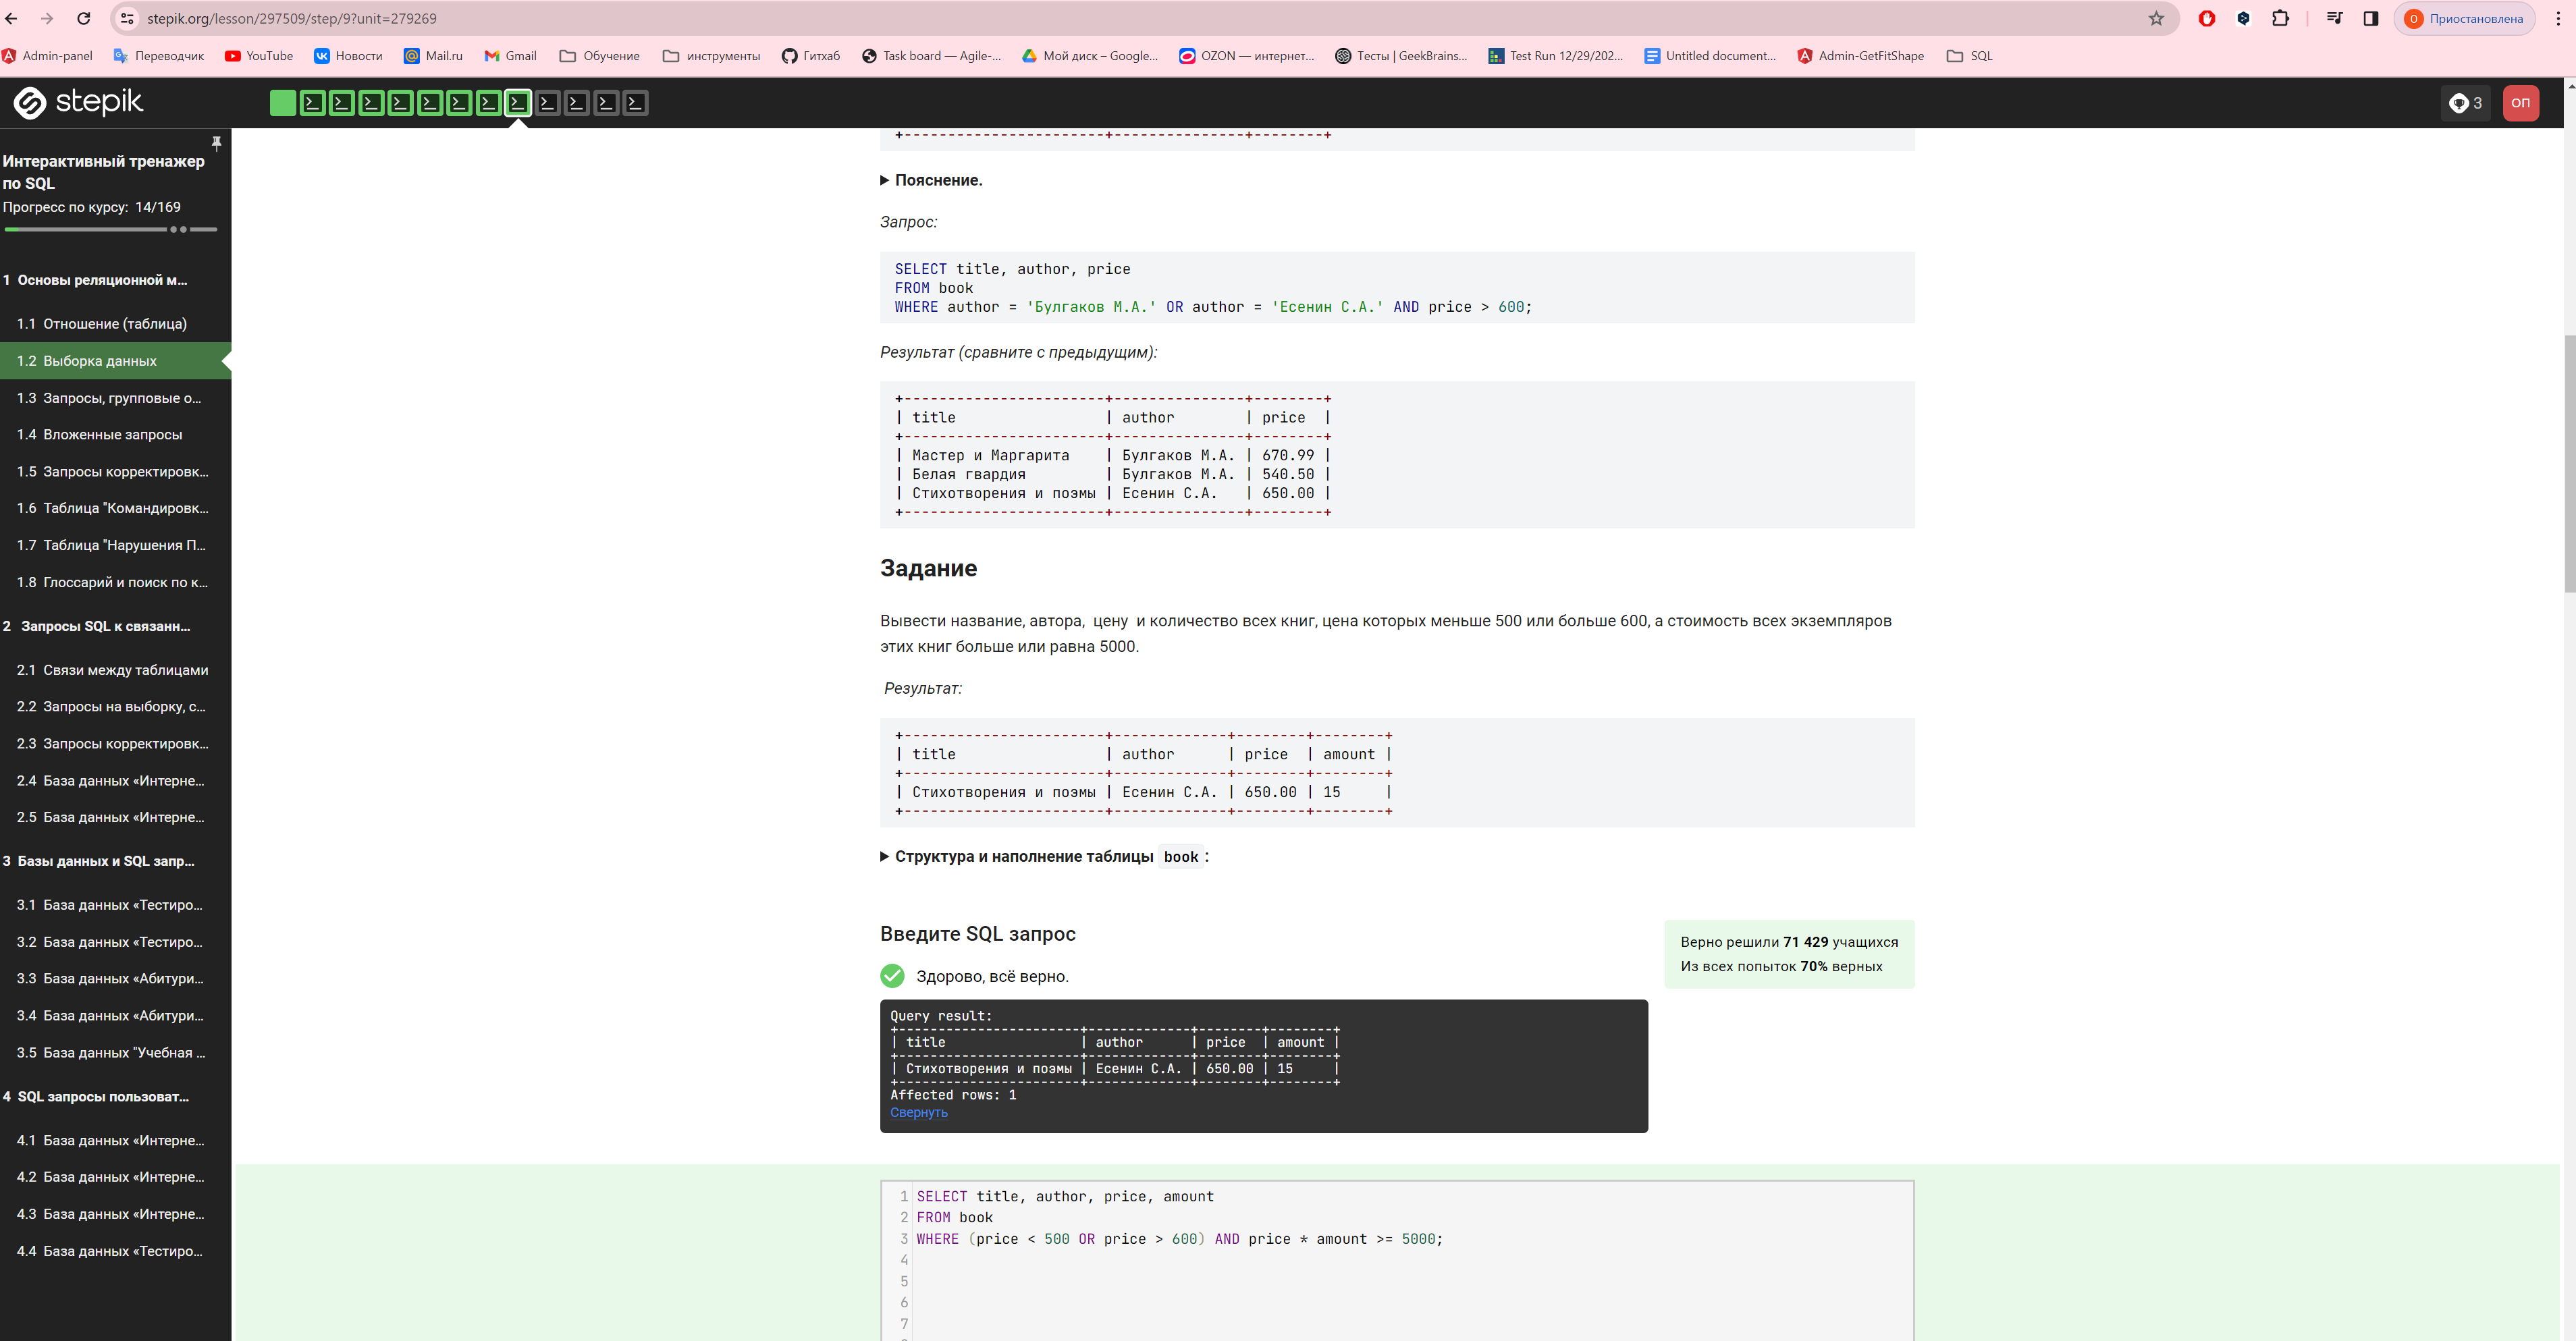 stepik.org/lesson/297509/step/9?unit=279269
О Приостановлена
Admin-panel Переводчик YouTube Новости Mail.ru Gmail Обучение инструменты Гитхаб Task board — Agile-... Мой диск – Google... OZON — интернет... Тесты | GeekBrains... Test Run 12/29/202... Untitled document... Admin-GetFitShape SQL
stepik
3 ОП
Интерактивный тренажер
по SQL
Прогресс по курсу: 14/169
1 Основы реляционной м...
1.1 Отношение (таблица)
1.2 Выборка данных
1.3 Запросы, групповые о...
1.4 Вложенные запросы
1.5 Запросы корректировк...
1.6 Таблица "Командировк...
1.7 Таблица "Нарушения П...
1.8 Глоссарий и поиск по к...
2 Запросы SQL к связанн...
2.1 Связи между таблицами
2.2 Запросы на выборку, с...
2.3 Запросы корректировк...
2.4 База данных «Интерне...
2.5 База данных «Интерне...
3 Базы данных и SQL запр...
3.1 База данных «Тестиро...
3.2 База данных «Тестиро...
3.3 База данных «Абитури...
3.4 База данных «Абитури...
3.5 База данных "Учебная ...
4 SQL запросы пользоват...
4.1 База данных «Интерне...
4.2 База данных «Интерне...
4.3 База данных «Интерне...
4.4 База данных «Тестиро...
+-----------------------+---------------+--------+
Пояснение.
Запрос:
SELECT title, author, price
FROM book
WHERE author = 'Булгаков М.А.' OR author = 'Есенин С.А.' AND price > 600;
Результат (сравните с предыдущим):
+-----------------------+---------------+--------+
| title                 | author        | price  |
+-----------------------+---------------+--------+
| Мастер и Маргарита    | Булгаков М.А. | 670.99 |
| Белая гвардия         | Булгаков М.А. | 540.50 |
| Стихотворения и поэмы | Есенин С.А.   | 650.00 |
+-----------------------+---------------+--------+
Задание
Вывести название, автора, цену и количество всех книг, цена которых меньше 500 или больше 600, а стоимость всех экземпляров
этих книг больше или равна 5000.
Результат:
+-----------------------+-------------+--------+--------+
| title                 | author      | price  | amount |
+-----------------------+-------------+--------+--------+
| Стихотворения и поэмы | Есенин С.А. | 650.00 | 15     |
+-----------------------+-------------+--------+--------+
Структура и наполнение таблицы book :
Введите SQL запрос
Здорово, всё верно.
Верно решили 71 429 учащихся
Из всех попыток 70% верных
Query result:
+-----------------------+-------------+--------+--------+
| title                 | author      | price  | amount |
+-----------------------+-------------+--------+--------+
| Стихотворения и поэмы | Есенин С.А. | 650.00 | 15     |
+-----------------------+-------------+--------+--------+
Affected rows: 1
Свернуть
1 SELECT title, author, price, amount
2 FROM book
3 WHERE (price < 500 OR price > 600) AND price * amount >= 5000;
4
5
6
7